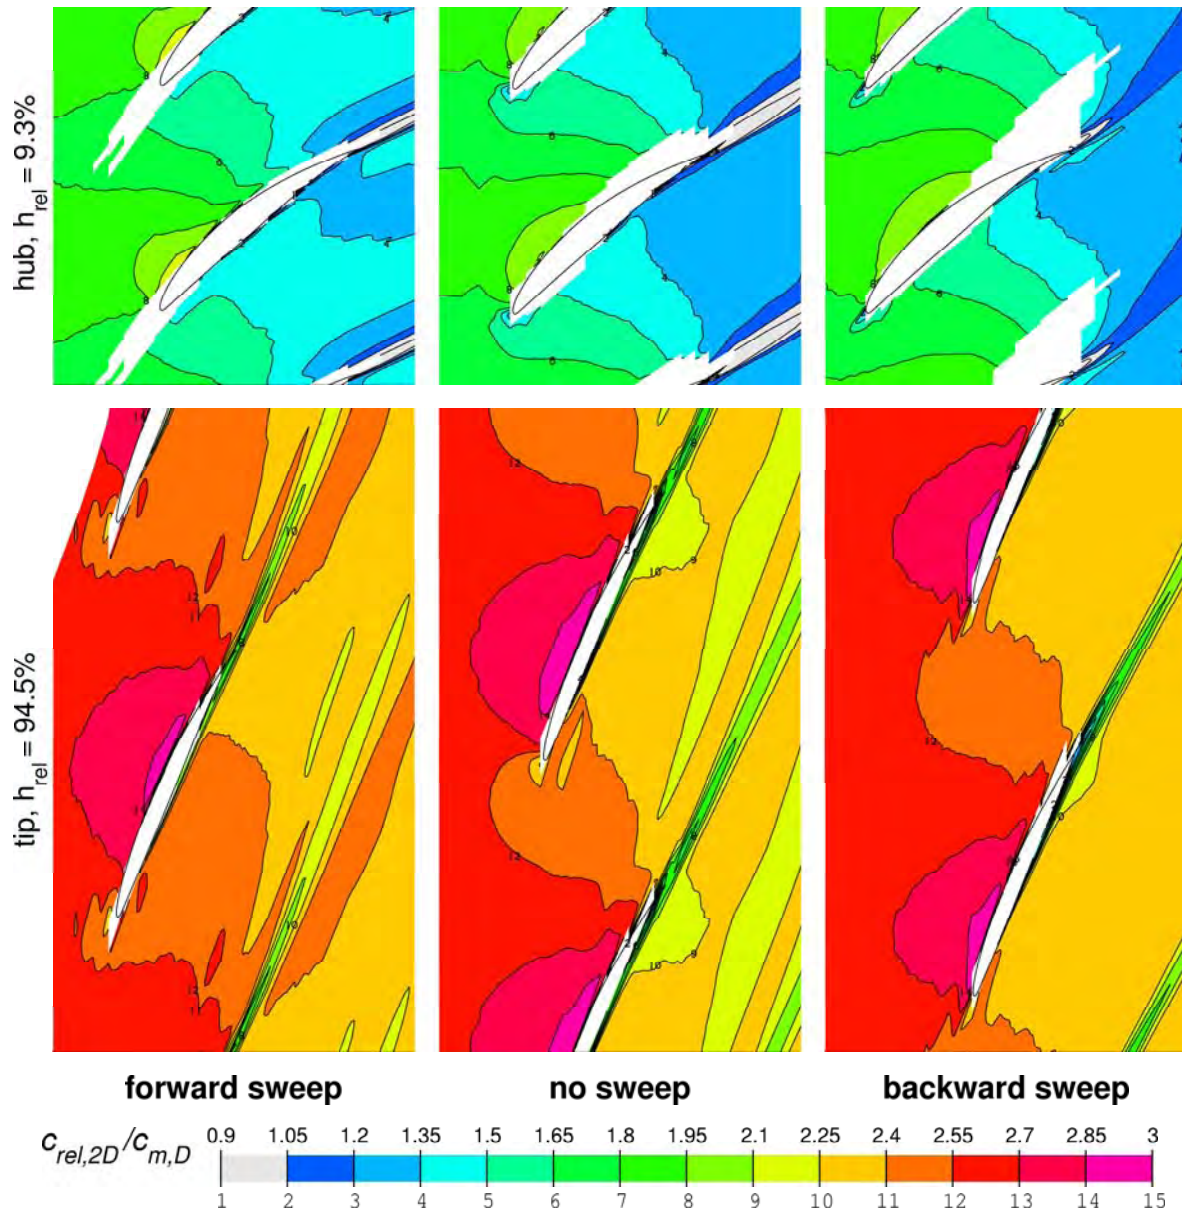 hub, h_rel = 9.3%
tip, h_rel = 94.5%
forward sweep no sweep backward sweep
c_rel,2D/c_m,D
0.9 1.05 1.2 1.35 1.5 1.65 1.8 1.95 2.1 2.25 2.4 2.55 2.7 2.85 3
1 2 3 4 5 6 7 8 9 10 11 12 13 14 15